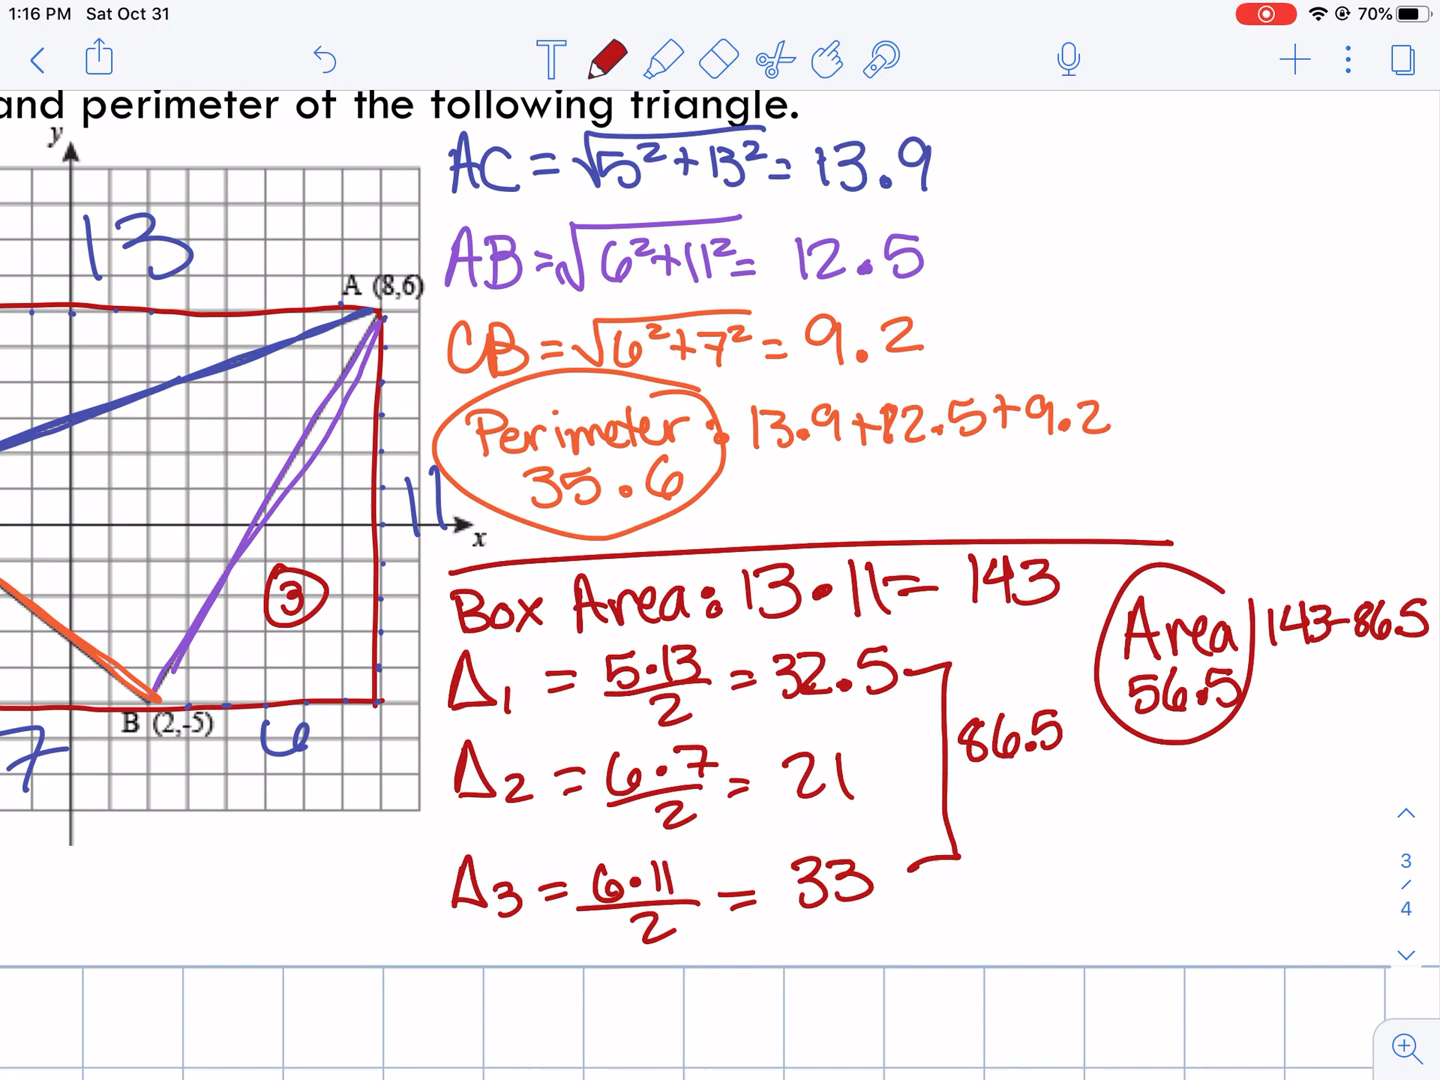 1:16 PM Sat Oct 31
70%
and perimeter of the following triangle.
y
AC = √5²+13² = 13.9
13
AB = √6²+11² = 12.5
A (8,6)
CB = √6²+7² = 9.2
Perimeter: 13.9+12.5+9.2
35.6
11
x
3
Box Area: 13·11= 143
Area 143-86.5
56.5
Δ1 = 5·13/2 = 32.5
B (2,-5)
7
6
86.5
Δ2 = 6·7/2 = 21
Δ3 = 6·11/2 = 33
3
/
4